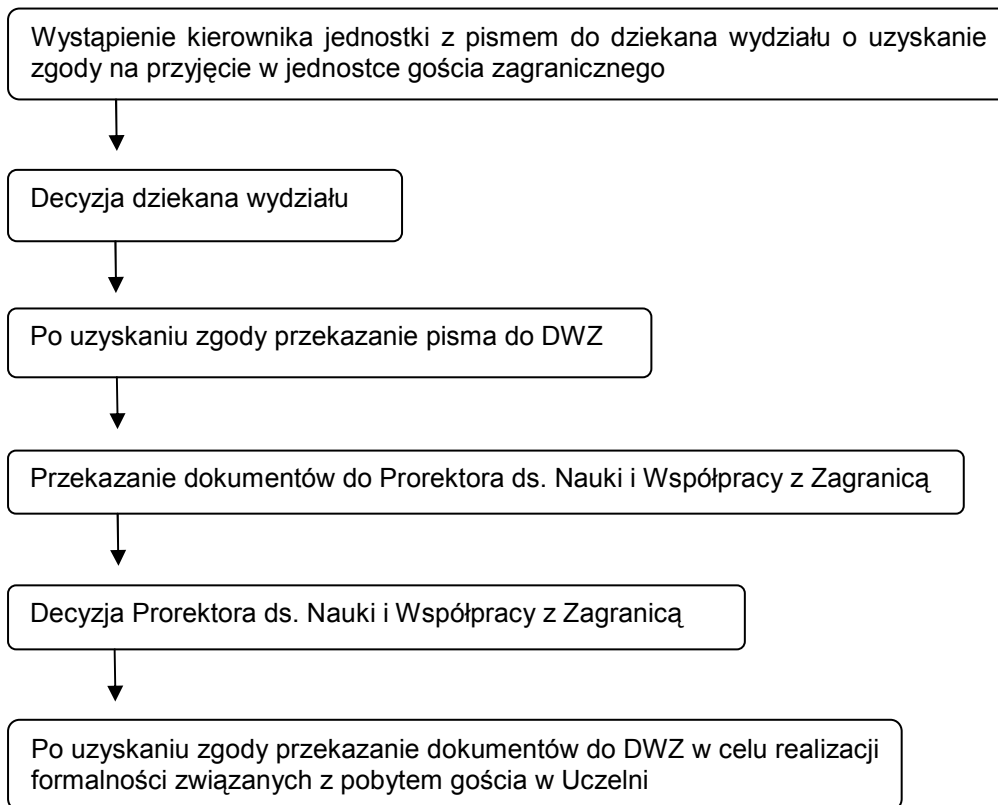 Wystąpienie kierownika jednostki z pismem do dziekana wydziału o uzyskanie
zgody na przyjęcie w jednostce gościa zagranicznego
Decyzja dziekana wydziału
Po uzyskaniu zgody przekazanie pisma do DWZ
Przekazanie dokumentów do Prorektora ds. Nauki i Współpracy z Zagranicą
Decyzja Prorektora ds. Nauki i Współpracy z Zagranicą
Po uzyskaniu zgody przekazanie dokumentów do DWZ w celu realizacji
formalności związanych z pobytem gościa w Uczelni